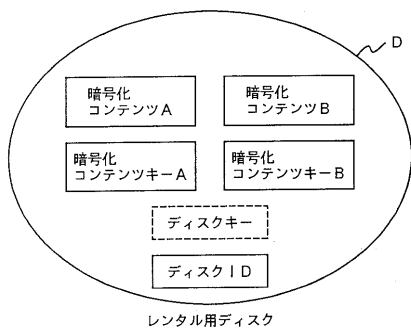 D
暗号化
コンテンツA
暗号化
コンテンツB
暗号化
コンテンツキーA
暗号化
コンテンツキーB
ディスクキー
ディスクID
レンタル用ディスク